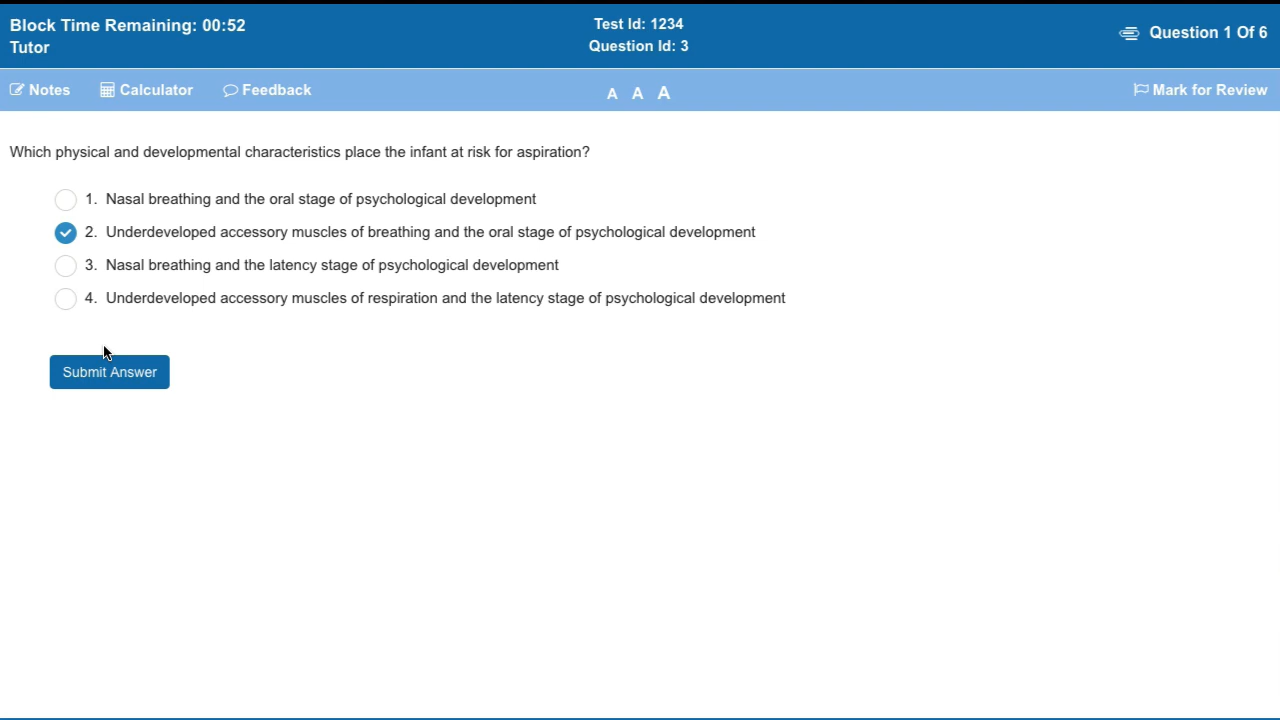 Block Time Remaining: 00:52
Tutor
Test Id: 1234
Question Id: 3
Question 1 Of 6
Notes
Calculator
Feedback
A A A
Mark for Review
Which physical and developmental characteristics place the infant at risk for aspiration?
1. Nasal breathing and the oral stage of psychological development
2. Underdeveloped accessory muscles of breathing and the oral stage of psychological development
3. Nasal breathing and the latency stage of psychological development
4. Underdeveloped accessory muscles of respiration and the latency stage of psychological development
Submit Answer